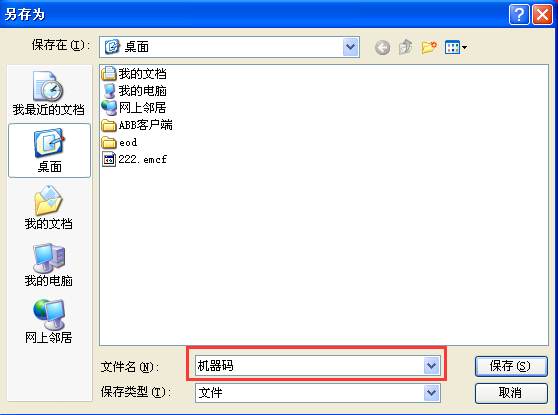 另存为
保存在(I):
桌面
我最近的文档
桌面
我的文档
我的电脑
网上邻居
我的文档
我的电脑
网上邻居
ABB客户端
eod
222.emcf
文件名(N):
机器码
保存(S)
保存类型(T):
文件
取消